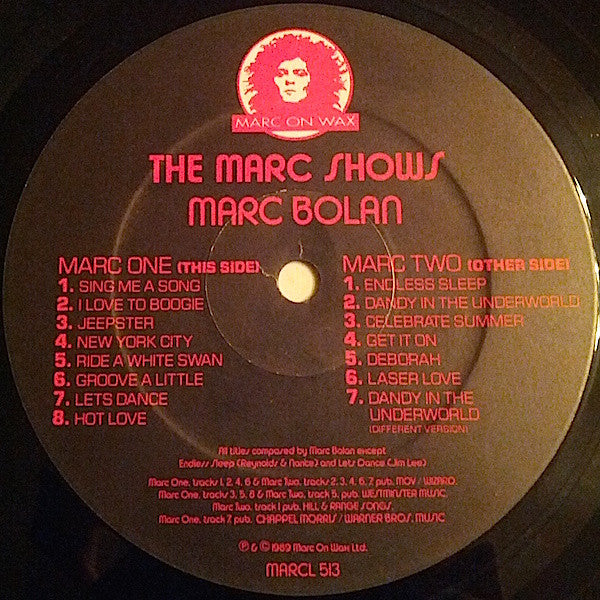 MARC ON WAX
THE MARC SHOWS
MARC BOLAN
MARC ONE (THIS SIDE)
1. SING ME A SONG
2. I LOVE TO BOOGIE
3. JEEPSTER
4. NEW YORK CITY
5. RIDE A WHITE SWAN
6. GROOVE A LITTLE
7. LETS DANCE
8. HOT LOVE
MARC TWO (OTHER SIDE)
1. ENDLESS SLEEP
2. DANDY IN THE UNDERWORLD
3. CELEBRATE SUMMER
4. GET IT ON
5. DEBORAH
6. LASER LOVE
7. DANDY IN THE
UNDERWORLD
(DIFFERENT VERSION)
All titles composed by Marc Bolan except
Endless Sleep (Reynolds & Nance) and Lets Dance (Jim Lee)
Marc One, tracks 1, 2, 4, 6 & Marc Two, tracks 2, 3, 4, 6, 7 pub. MOV / WIZARD.
Marc One, tracks 3, 5, 8 & Marc Two, track 5, pub. WESTMINSTER MUSIC.
Marc Two, track 1 pub. HILL & RANGE SONGS.
Marc One, track 7, pub. CHAPPEL MORRIS / WARNER BROS. MUSIC
℗ & © 1989 Marc On Wax Ltd.
MARCL 513